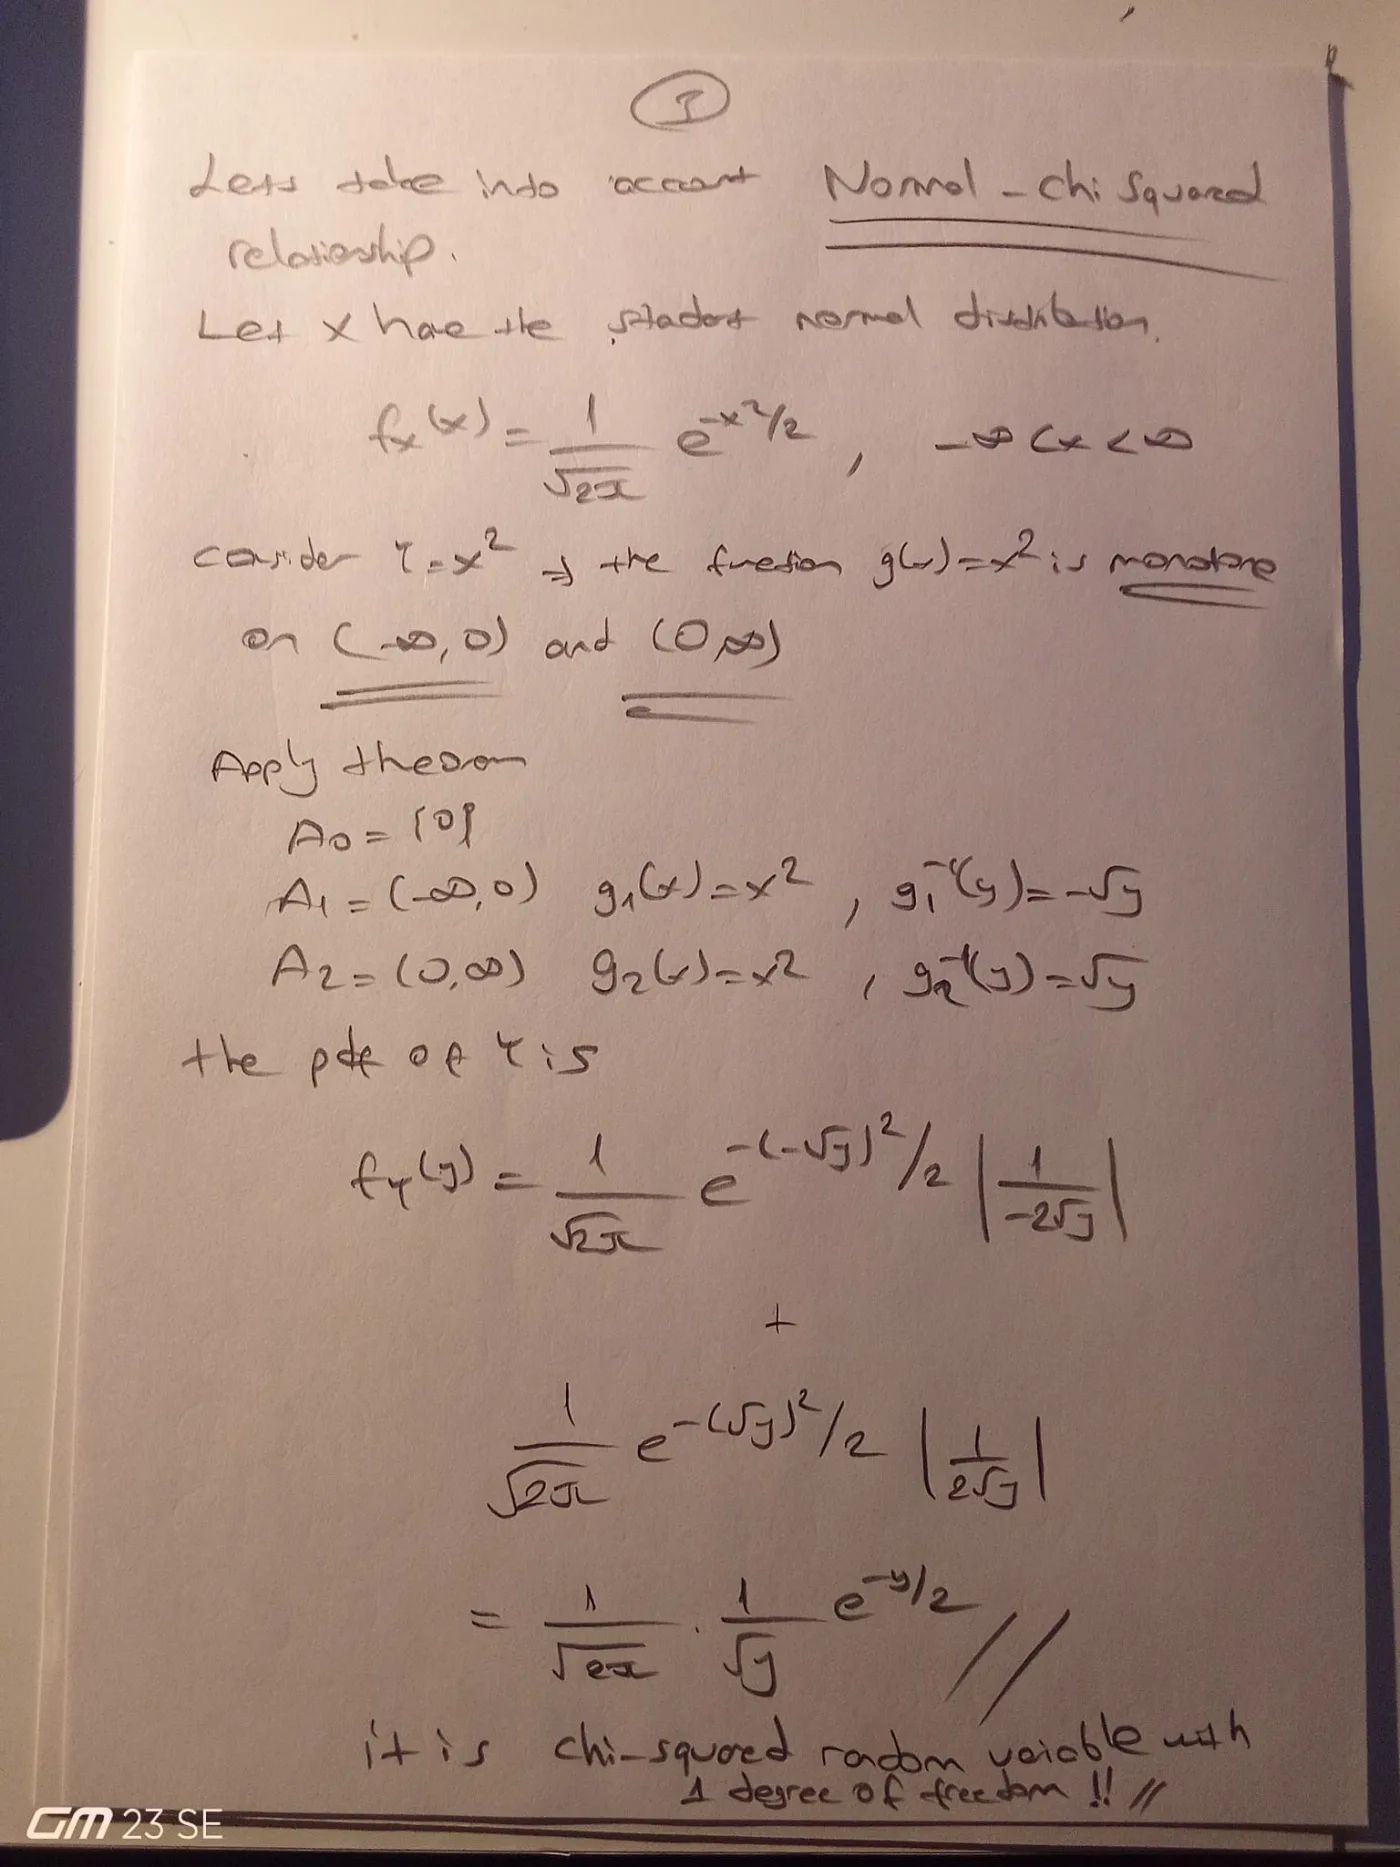 3
Lets take into account Normal - chi squared
relationship.
Let x have the standart normal distribution.
fx(x) = 1/√2π e^-x²/2 , -∞ < x < ∞
consider Y = x² ⇒ the function g(x) = x² is monotone
on (-∞, 0) and (0, ∞)
Apply theorem
A0 = {0}
A1 = (-∞, 0) g1(x) = x² , g1^-1(y) = -√y
A2 = (0, ∞) g2(x) = x² , g2^-1(y) = √y
the pdf of Y is
fY(y) = 1/√2π e^-(-√y)²/2 |1/-2√y|
+
1/√2π e^-(√y)²/2 |1/2√y|
= 1/√2π . 1/√y e^-y/2 //
it is chi-squared random variable with
1 degree of freedom !! //
GM 23 SE